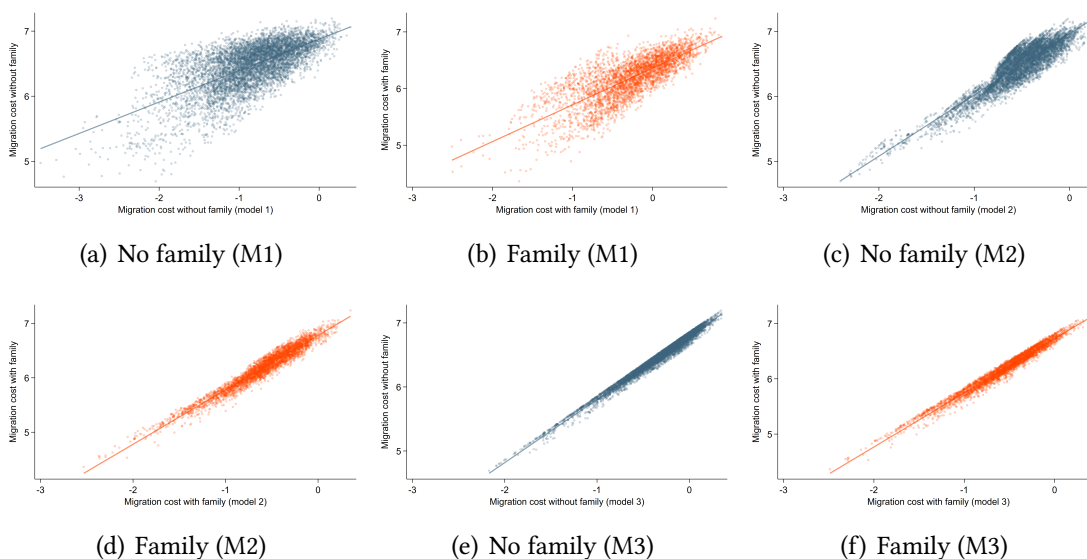 Migration cost without family
7
6
5
-3
-2
-1
0
Migration cost without family (model 1)
(a) No family (M1)
Migration cost with family
7
6
5
-3
-2
-1
0
Migration cost with family (model 1)
(b) Family (M1)
Migration cost without family
7
6
5
-3
-2
-1
0
Migration cost without family (model 2)
(c) No family (M2)
Migration cost with family
7
6
5
-3
-2
-1
0
Migration cost with family (model 2)
(d) Family (M2)
Migration cost without family
7
6
5
-3
-2
-1
0
Migration cost without family (model 3)
(e) No family (M3)
Migration cost with family
7
6
5
-3
-2
-1
0
Migration cost with family (model 3)
(f) Family (M3)